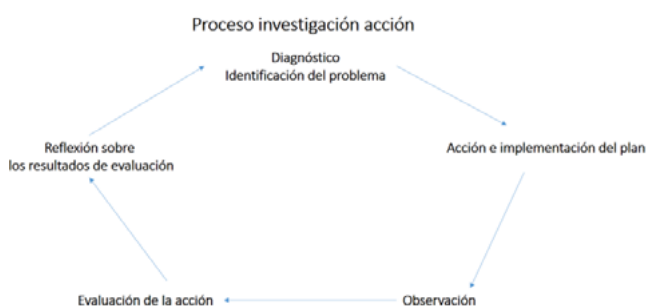 Proceso investigación acción
Diagnóstico
Identificación del problema
Acción e implementación del plan
Observación
Evaluación de la acción
Reflexión sobre
los resultados de evaluación